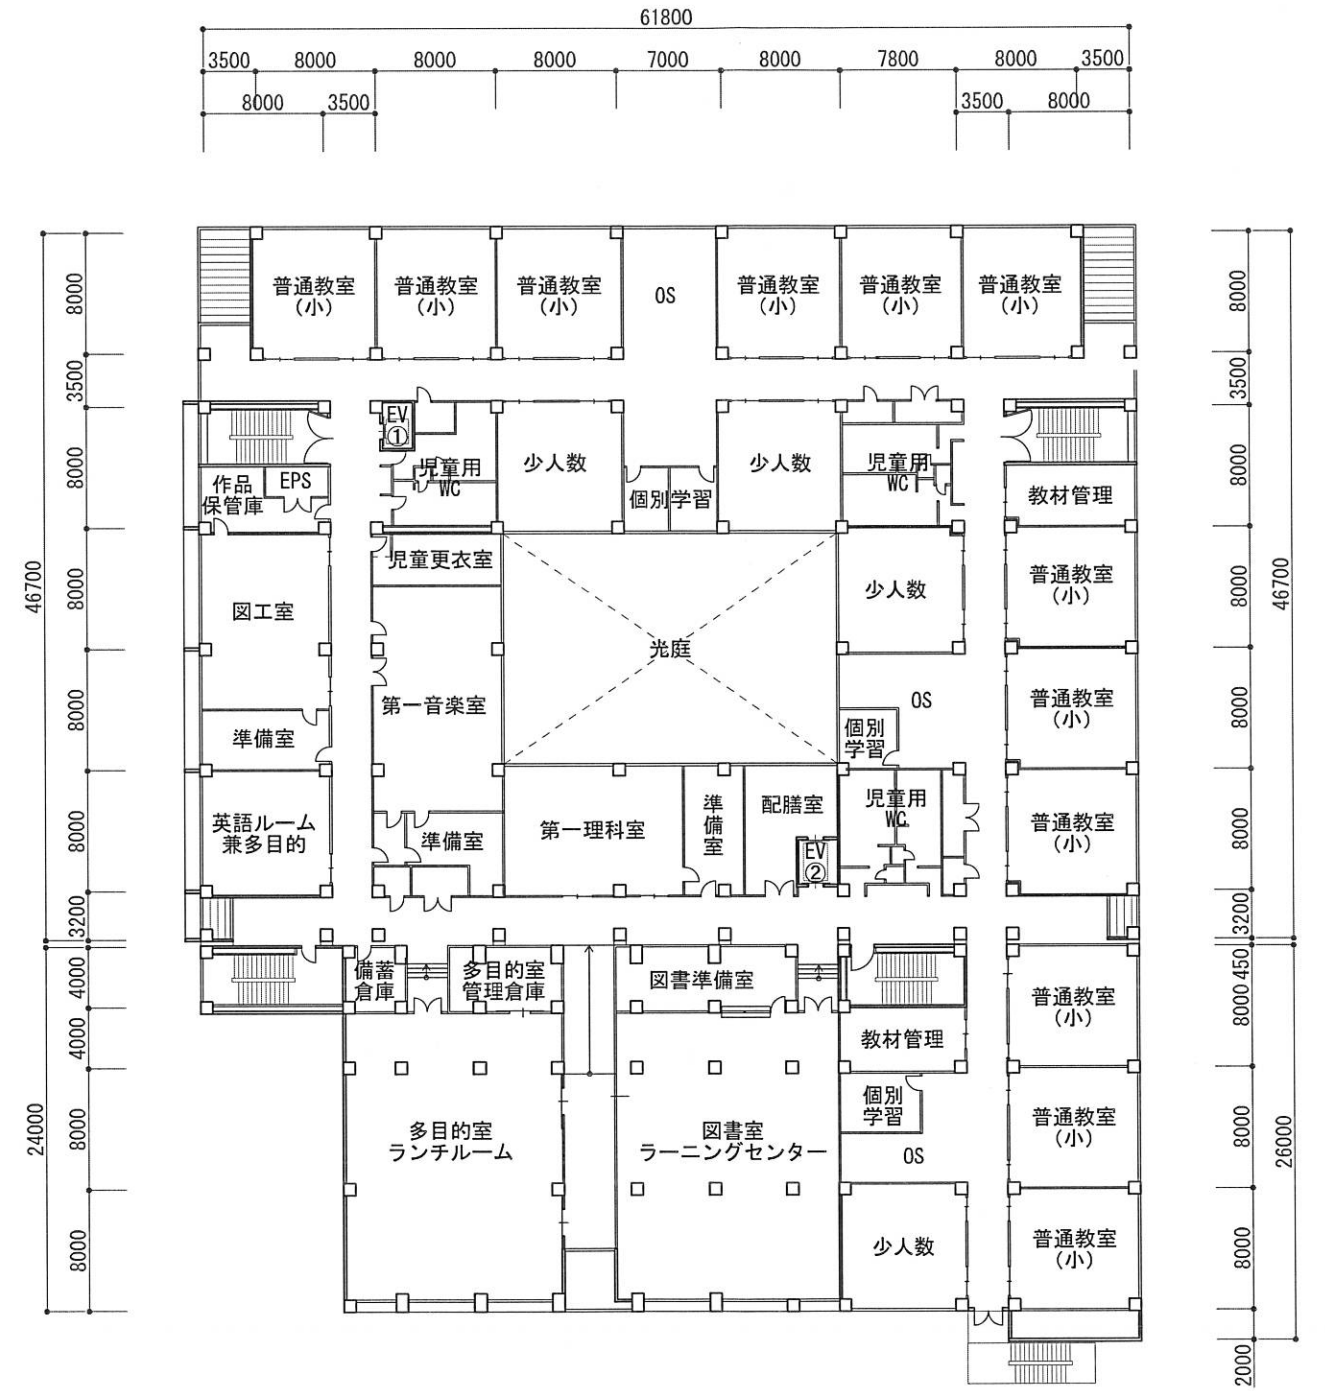 61800
3500 8000 8000 8000 7000 8000 7800 8000 3500
8000 3500 3500 8000
普通教室
(小)
普通教室
(小)
普通教室
(小)
OS
普通教室
(小)
普通教室
(小)
普通教室
(小)
8000
3500
8000
8000
8000
8000
3200
46700
4000
4000
8000
8000
24000
8000
3500
8000
8000
8000
8000
3200
46700
450
8000
8000
8000
26000
2000
EV
①
児童用
WC
少人数
個別
学習
少人数
児童用
WC
作品
保管庫
EPS
教材管理
図工室
児童更衣室
光庭
少人数
普通教室
(小)
第一音楽室
OS
普通教室
(小)
準備室
個別
学習
英語ルーム
兼多目的
準備室
第一理科室
準備室
配膳室
EV
②
児童用
WC
普通教室
(小)
備蓄
倉庫
多目的室
管理倉庫
図書準備室
普通教室
(小)
教材管理
個別
学習
多目的室
ランチルーム
図書室
ラーニングセンター
OS
普通教室
(小)
少人数
普通教室
(小)